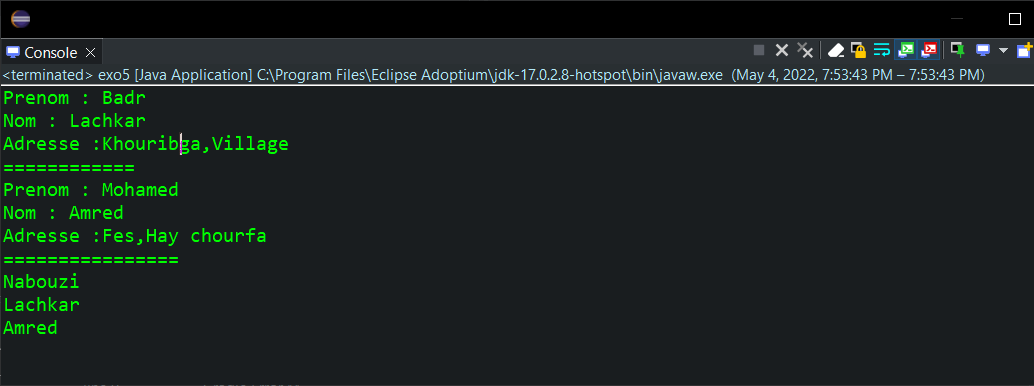 Console
<terminated> exo5 [Java Application] C:\Program Files\Eclipse Adoptium\jdk-17.0.2.8-hotspot\bin\javaw.exe (May 4, 2022, 7:53:43 PM – 7:53:43 PM)
Prenom : Badr
Nom : Lachkar
Adresse :Khouribga,Village
============
Prenom : Mohamed
Nom : Amred
Adresse :Fes,Hay chourfa
================
Nabouzi
Lachkar
Amred